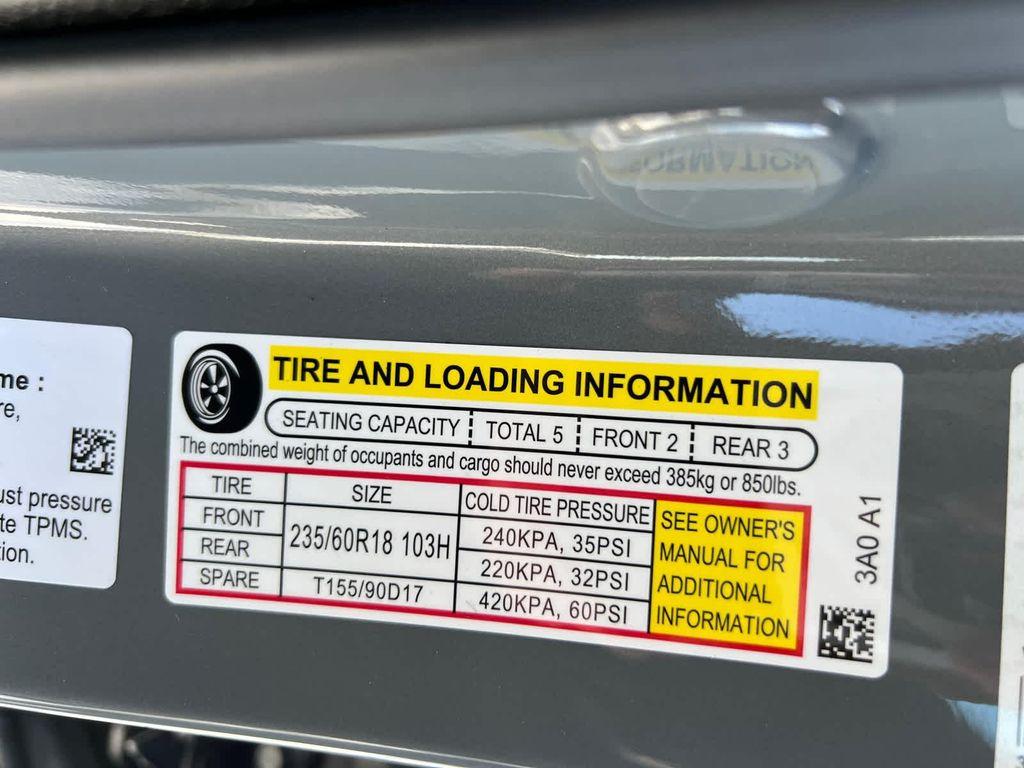 me :
re,
ust pressure
te TPMS.
ion.
TIRE AND LOADING INFORMATION
SEATING CAPACITY TOTAL 5 FRONT 2 REAR 3
The combined weight of occupants and cargo should never exceed 385kg or 850lbs.
TIRE SIZE COLD TIRE PRESSURE
FRONT 235/60R18 103H 240KPA, 35PSI
REAR 220KPA, 32PSI
SPARE T155/90D17 420KPA, 60PSI
SEE OWNER'S
MANUAL FOR
ADDITIONAL
INFORMATION
3A0 A1